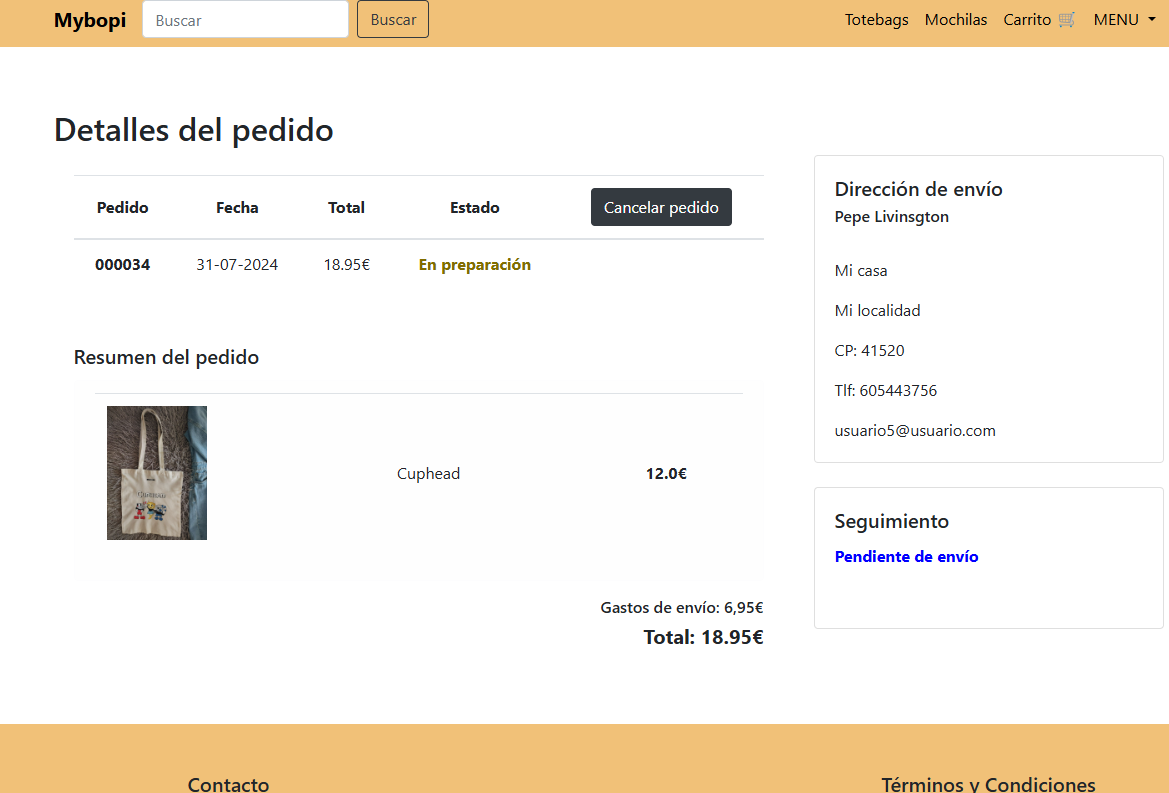 Mybopi Buscar Buscar Totebags Mochilas Carrito MENU
Detalles del pedido
Pedido Fecha Total Estado Cancelar pedido
000034 31-07-2024 18.95€ En preparación
Resumen del pedido
Cuphead
Cuphead 12.0€
Gastos de envío: 6,95€
Total: 18.95€
Dirección de envío
Pepe Livinsgton
Mi casa
Mi localidad
CP: 41520
Tlf: 605443756
usuario5@usuario.com
Seguimiento
Pendiente de envío
Contacto Términos y Condiciones